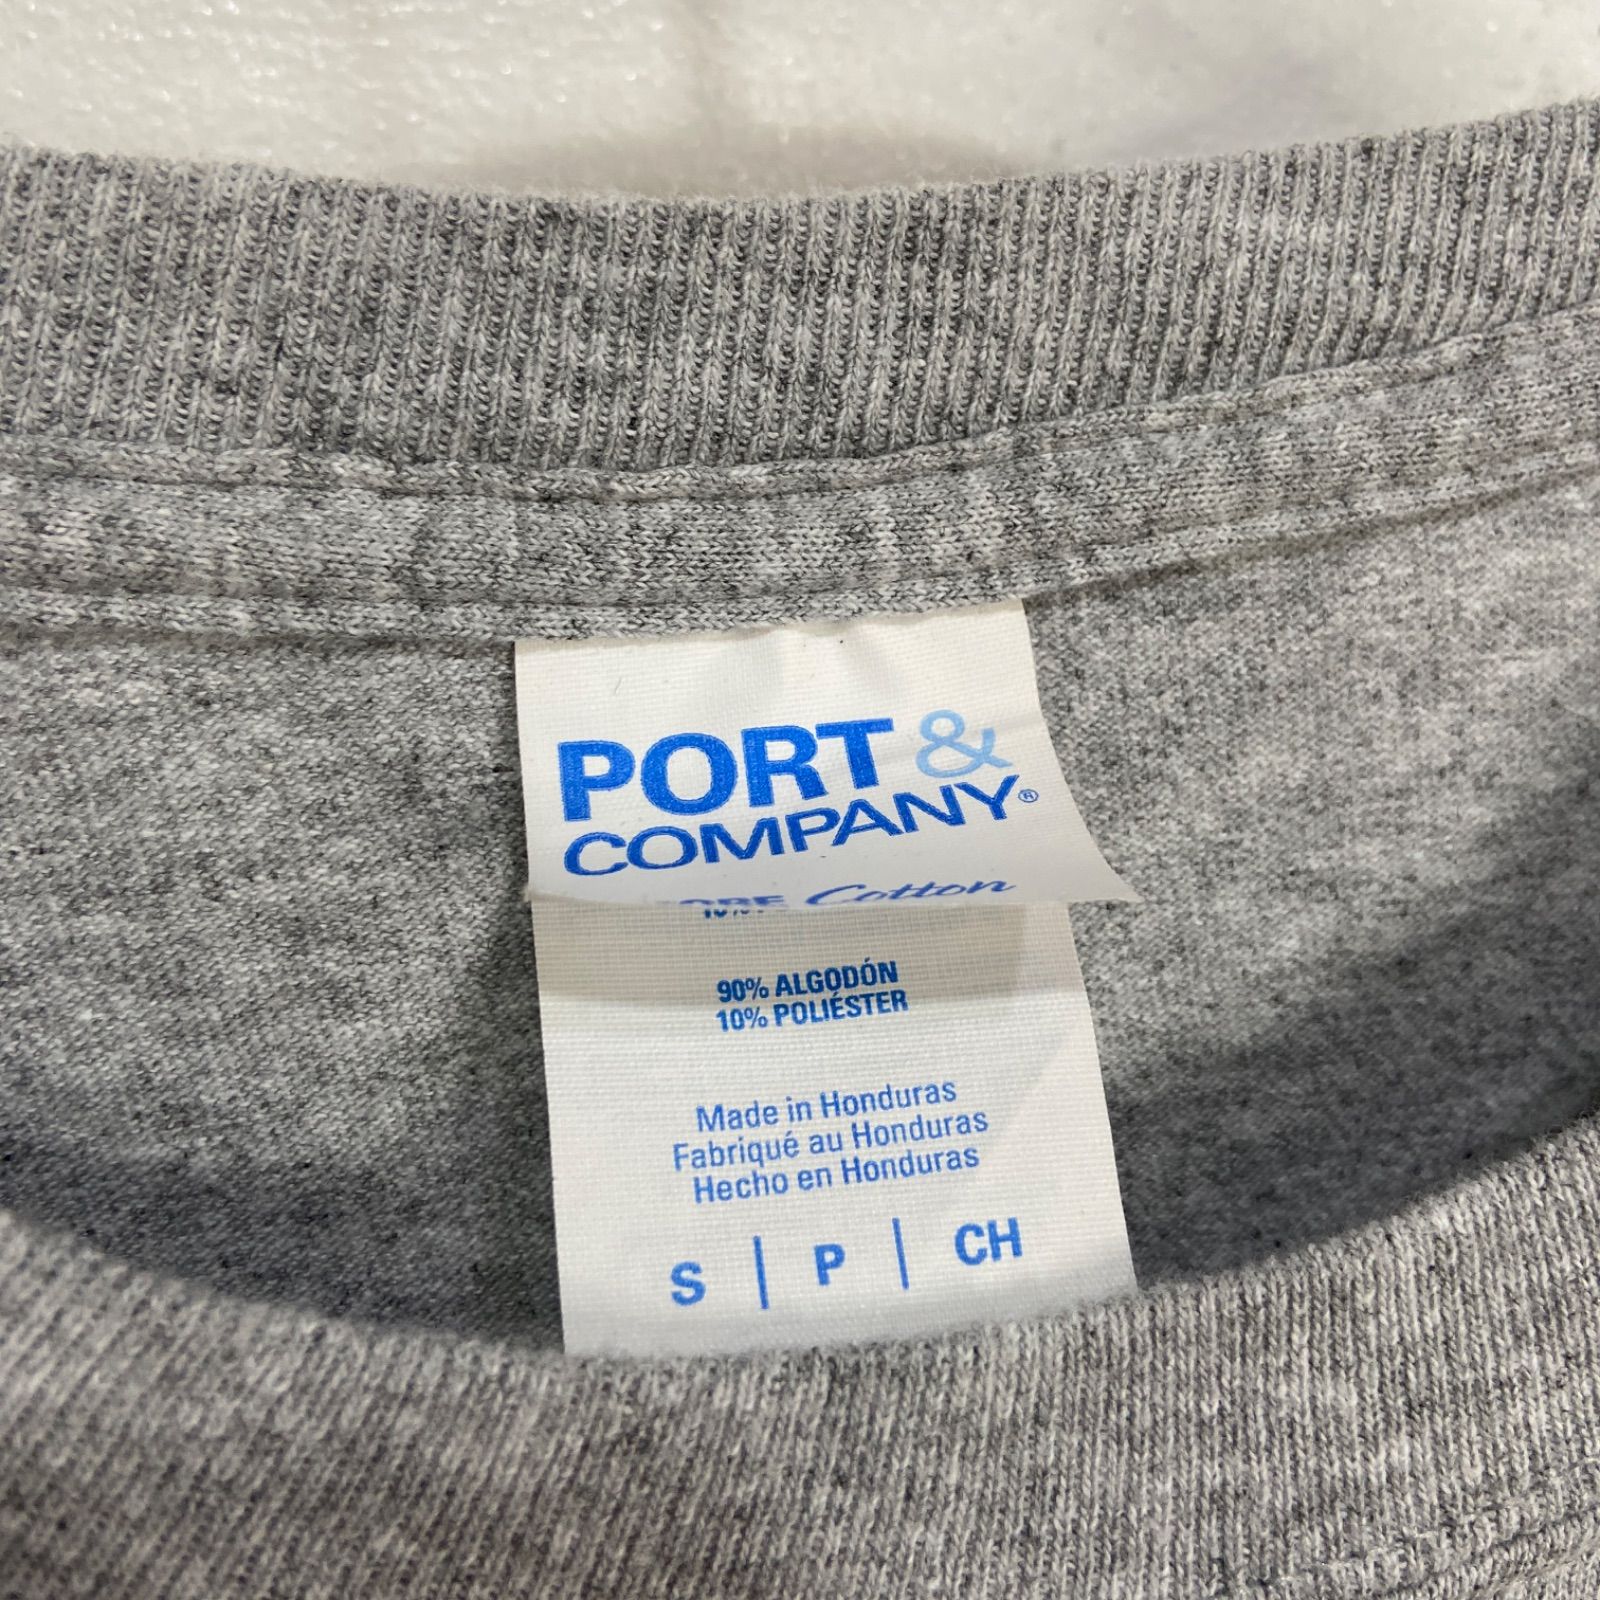 PORT &
COMPANY®
Cotton
90% ALGODÓN
10% POLIÉSTER
Made in Honduras
Fabriqué au Honduras
Hecho en Honduras
S | P | CH